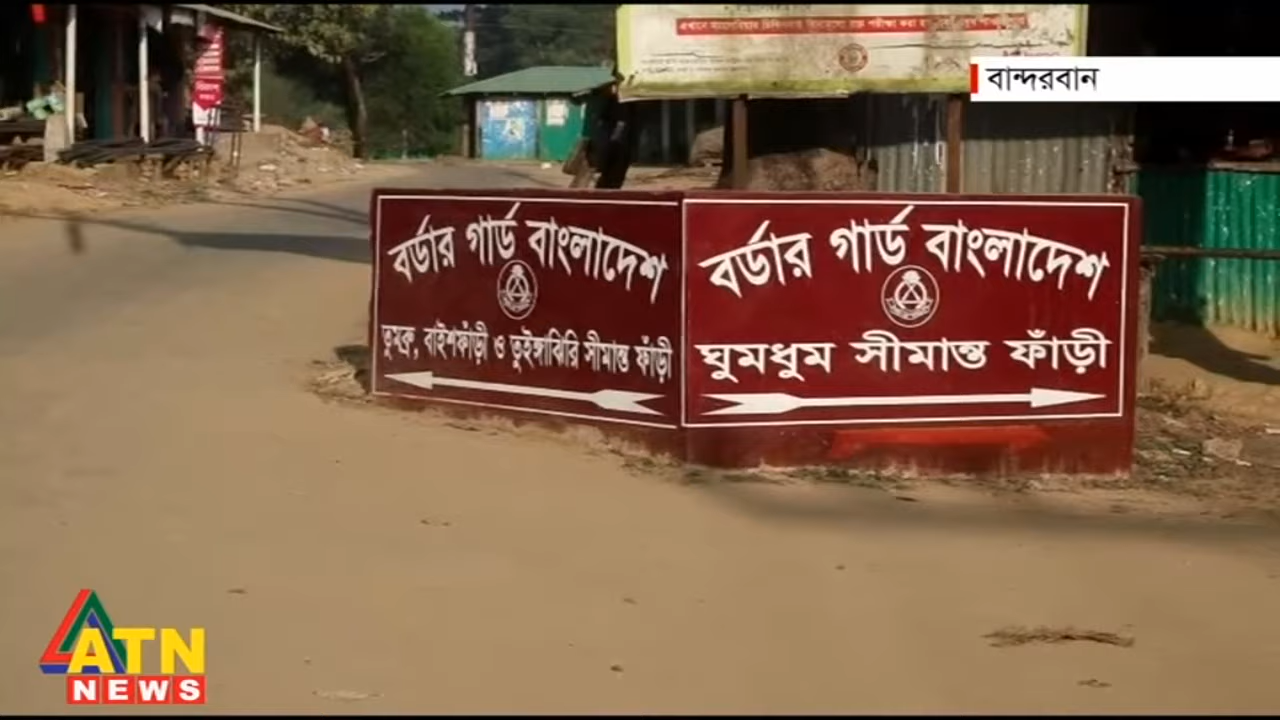 বান্দরবান
বর্ডার গার্ড বাংলাদেশ
তুমব্রু, বাইশফাঁড়ী ও তুইঙ্গাঝিরি সীমান্ত ফাঁড়ী
বর্ডার গার্ড বাংলাদেশ
ঘুমধুম সীমান্ত ফাঁড়ী
ATN
NEWS